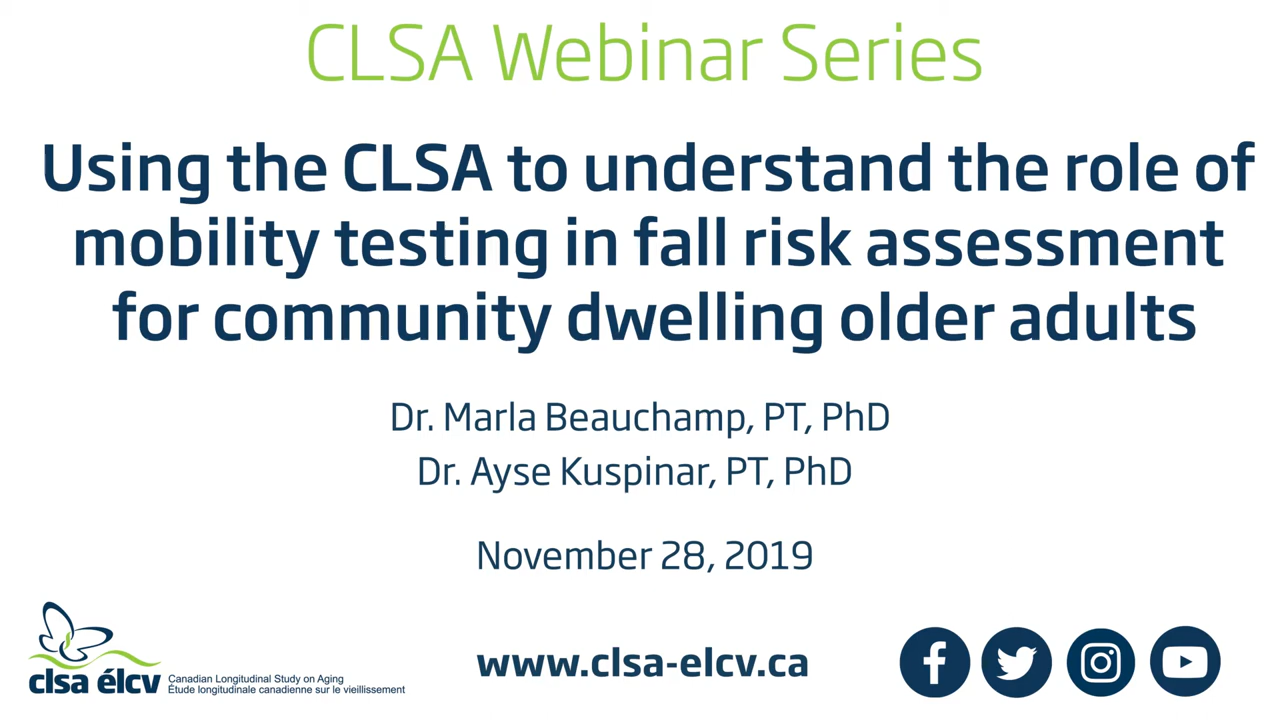 CLSA Webinar Series
Using the CLSA to understand the role of
mobility testing in fall risk assessment
for community dwelling older adults
Dr. Marla Beauchamp, PT, PhD
Dr. Ayse Kuspinar, PT, PhD
November 28, 2019
clsa élcv
Canadian Longitudinal Study on Aging
Étude longitudinale canadienne sur le vieillissement
www.clsa-elcv.ca